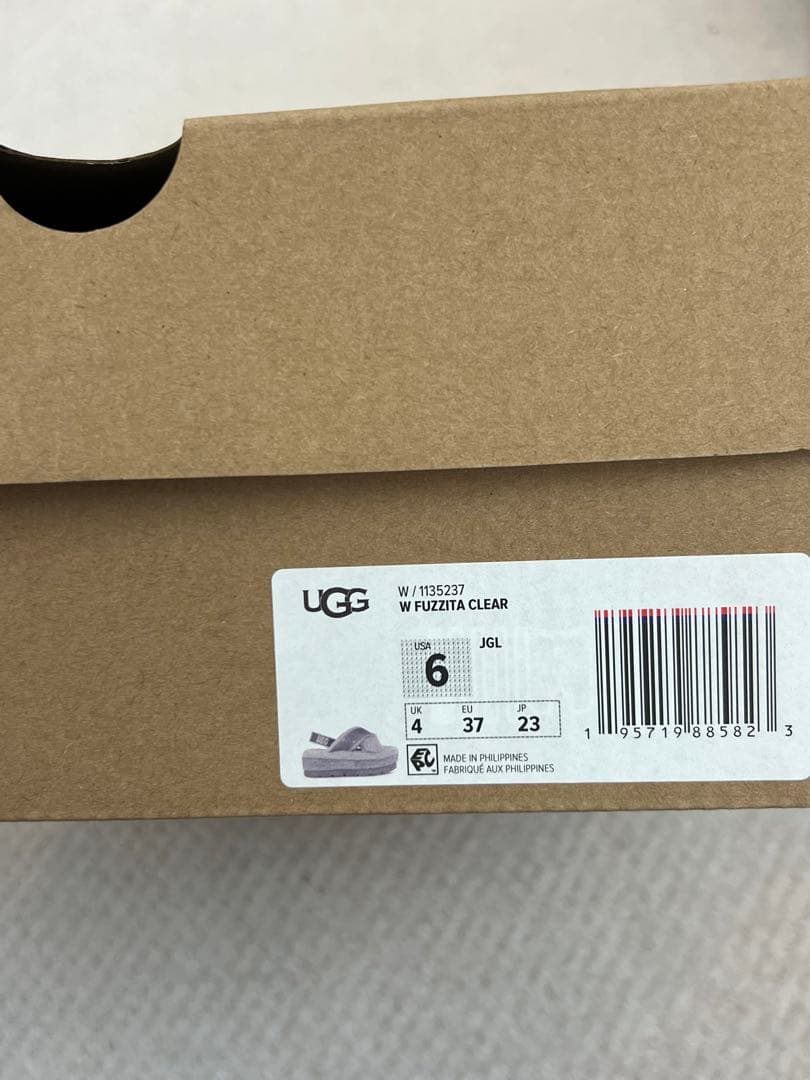 UGG
W / 1135237
W FUZZITA CLEAR
USA
6
JGL
UK EU JP
4 37 23
MADE IN PHILIPPINES
FABRIQUÉ AUX PHILIPPINES
1 95719 88582 3